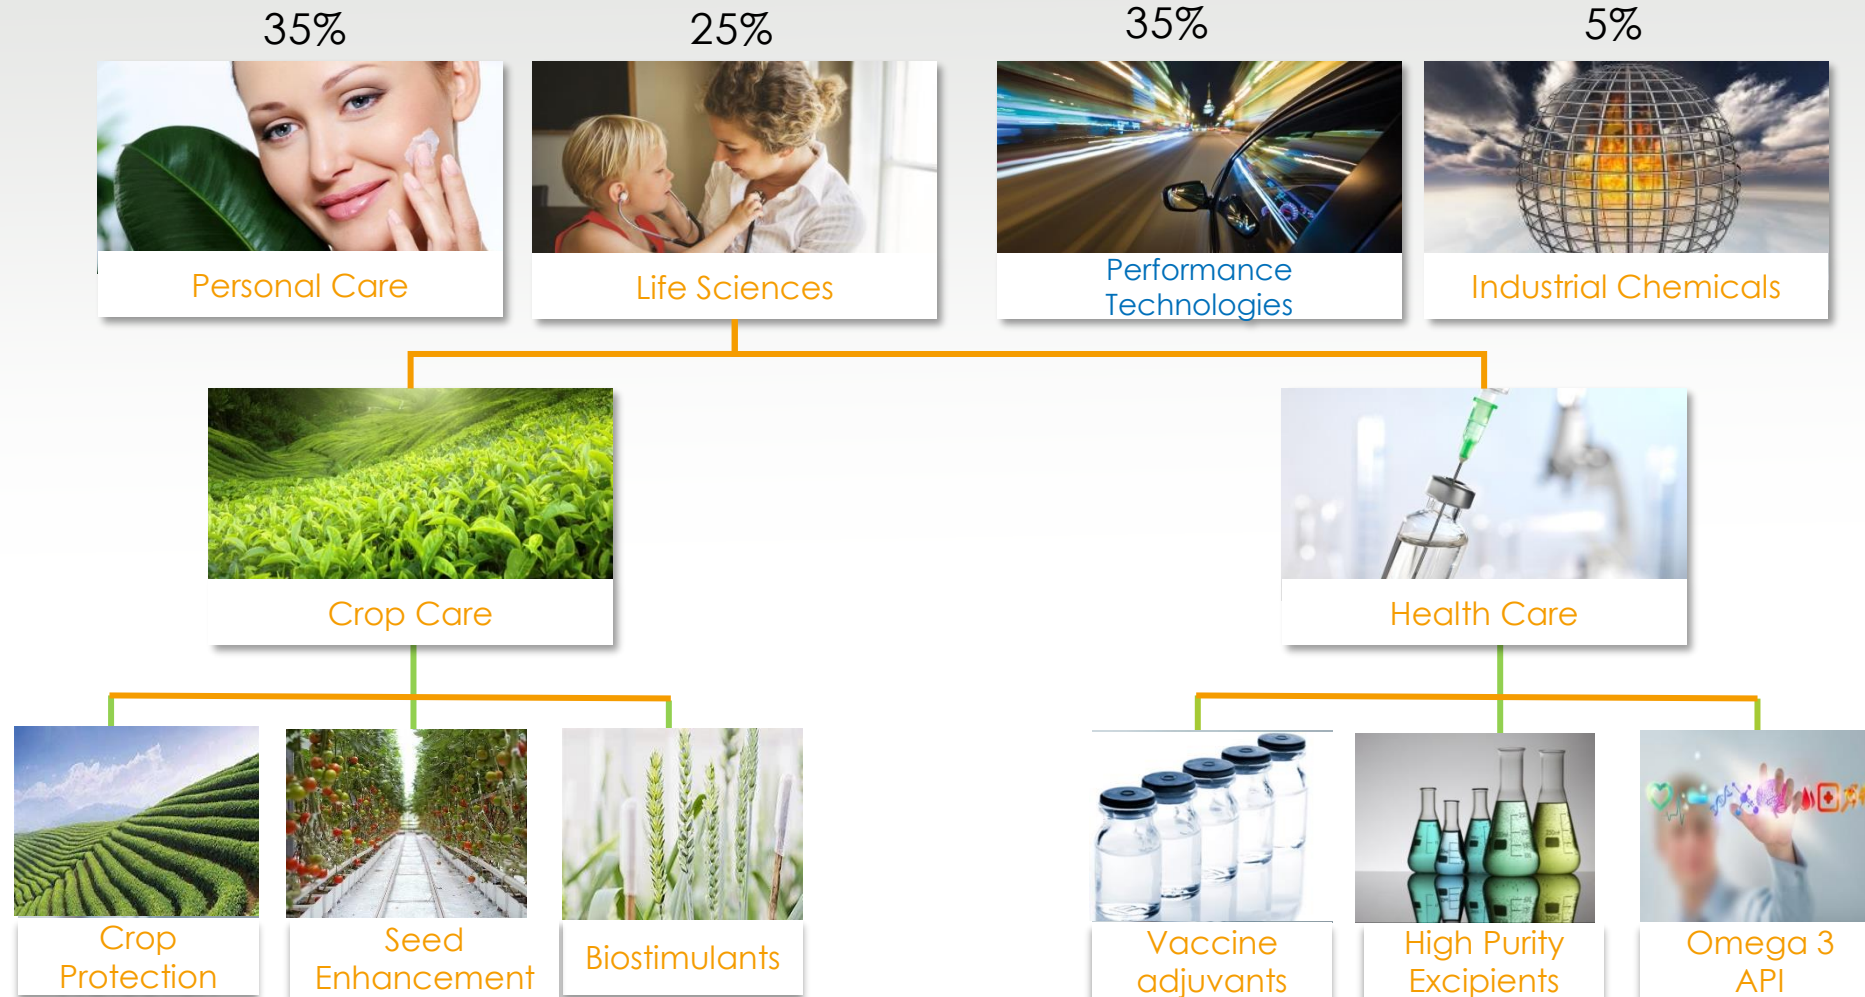 35%
25%
35%
5%
Personal Care
Life Sciences
Performance
Technologies
Industrial Chemicals
Crop Care
Health Care
Crop
Protection
Seed
Enhancement
Biostimulants
Vaccine
adjuvants
High Purity
Excipients
Omega 3
API